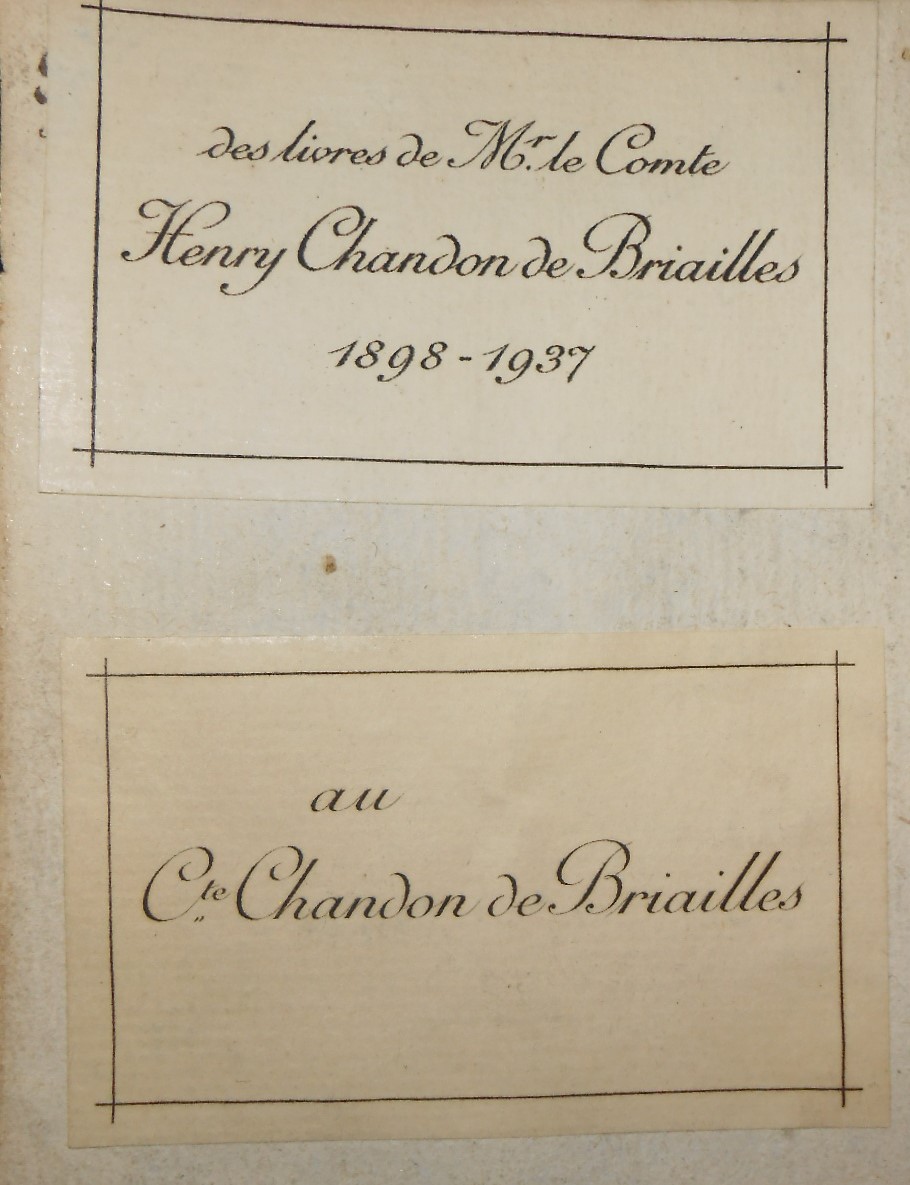 des livres de Mr. le Comte
Henry Chandon de Briailles
1898 - 1937
au
Cte Chandon de Briailles